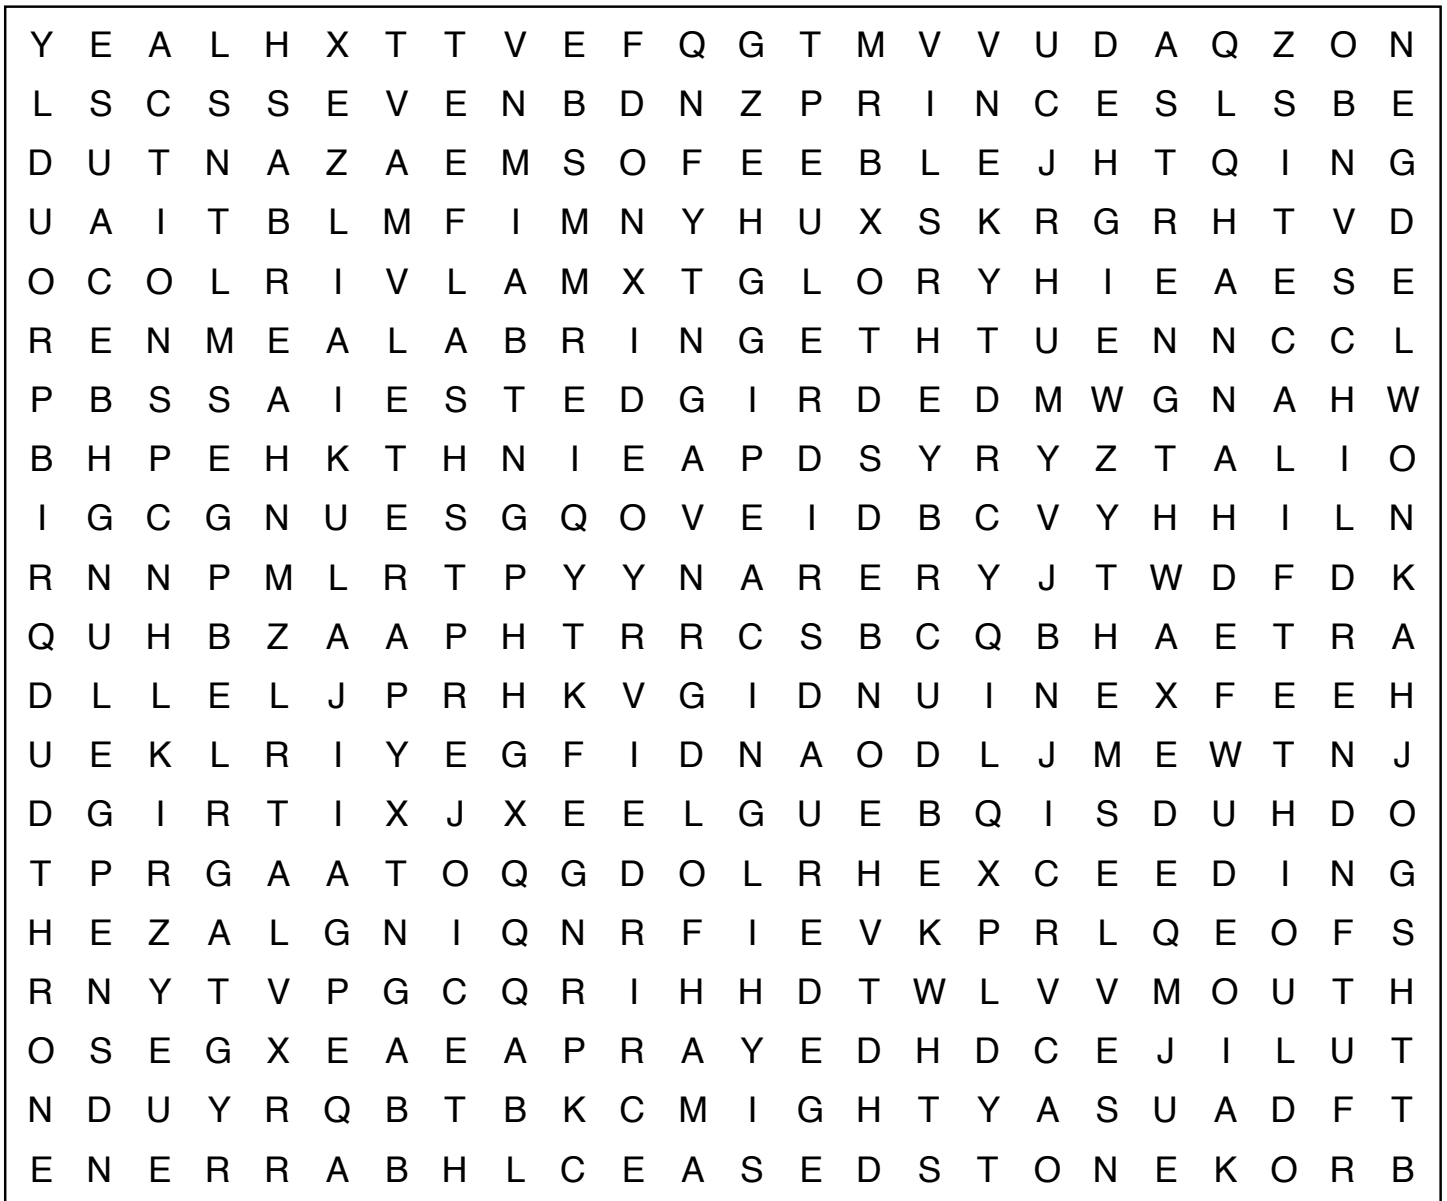 Y E A L H X T T V E F Q G T M V V U D A Q Z O N
L S C S S E V E N B D N Z P R I N C E S L S B E
D U T N A Z A E M S O F E E B L E J H T Q I N G
U A I T B L M F I M N Y H U X S K R G R H T V D
O C O L R I V L A M X T G L O R Y H I E A E S E
R E N M E A L A B R I N G E T H T U E N N C C L
P B S S A I E S T E D G I R D E D M W G N A H W
B H P E H K T H N I E A P D S Y R Y Z T A L I O
I G C G N U E S G Q O V E I D B C V Y H H I L N
R N N P M L R T P Y Y N A R E R Y J T W D F D K
Q U H B Z A A P H T R R C S B C Q B H A E T R A
D L L E L J P R H K V G I D N U I N E X F E E H
U E K L R I Y E G F I D N A O D L J M E W T N J
D G I R T I X J X E E L G U E B Q I S D U H D O
T P R G A A T O Q G D O L R H E X C E E D I N G
H E Z A L G N I Q N R F I E V K P R L Q E O F S
R N Y T V P G C Q R I H H D T W L V V M O U T H
O S E G X E A E A P R A Y E D H D C E J I L U T
N D U Y R Q B T B K C M I G H T Y A S U A D F T
E N E R R A B H L C E A S E D S T O N E K O R B